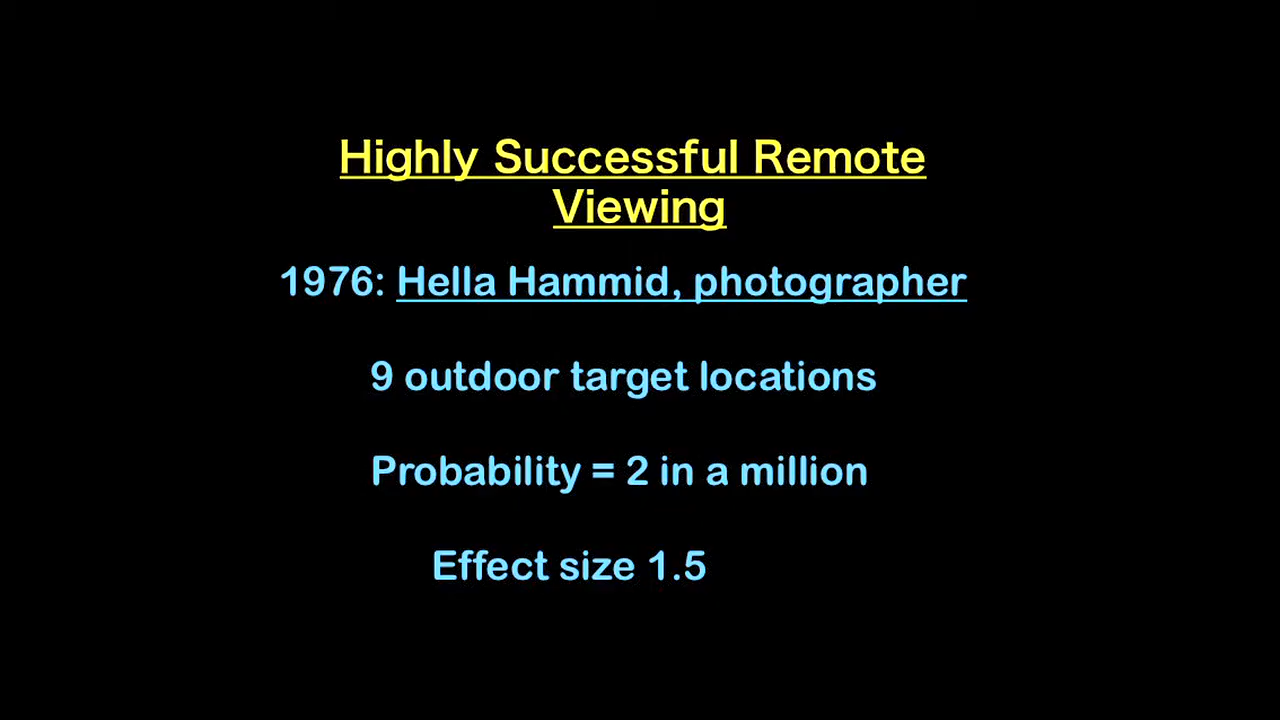 Highly Successful Remote
Viewing
1976: Hella Hammid, photographer
9 outdoor target locations
Probability = 2 in a million
Effect size 1.5